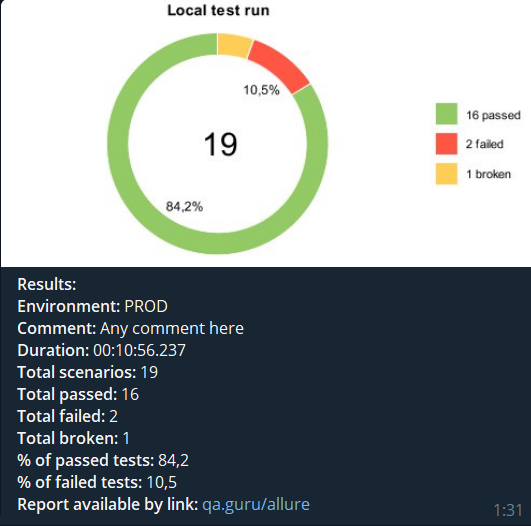 Local test run
10,5%
19
84,2%
16 passed
2 failed
1 broken
Results:
Environment: PROD
Comment: Any comment here
Duration: 00:10:56.237
Total scenarios: 19
Total passed: 16
Total failed: 2
Total broken: 1
% of passed tests: 84,2
% of failed tests: 10,5
Report available by link: qa.guru/allure
1:31